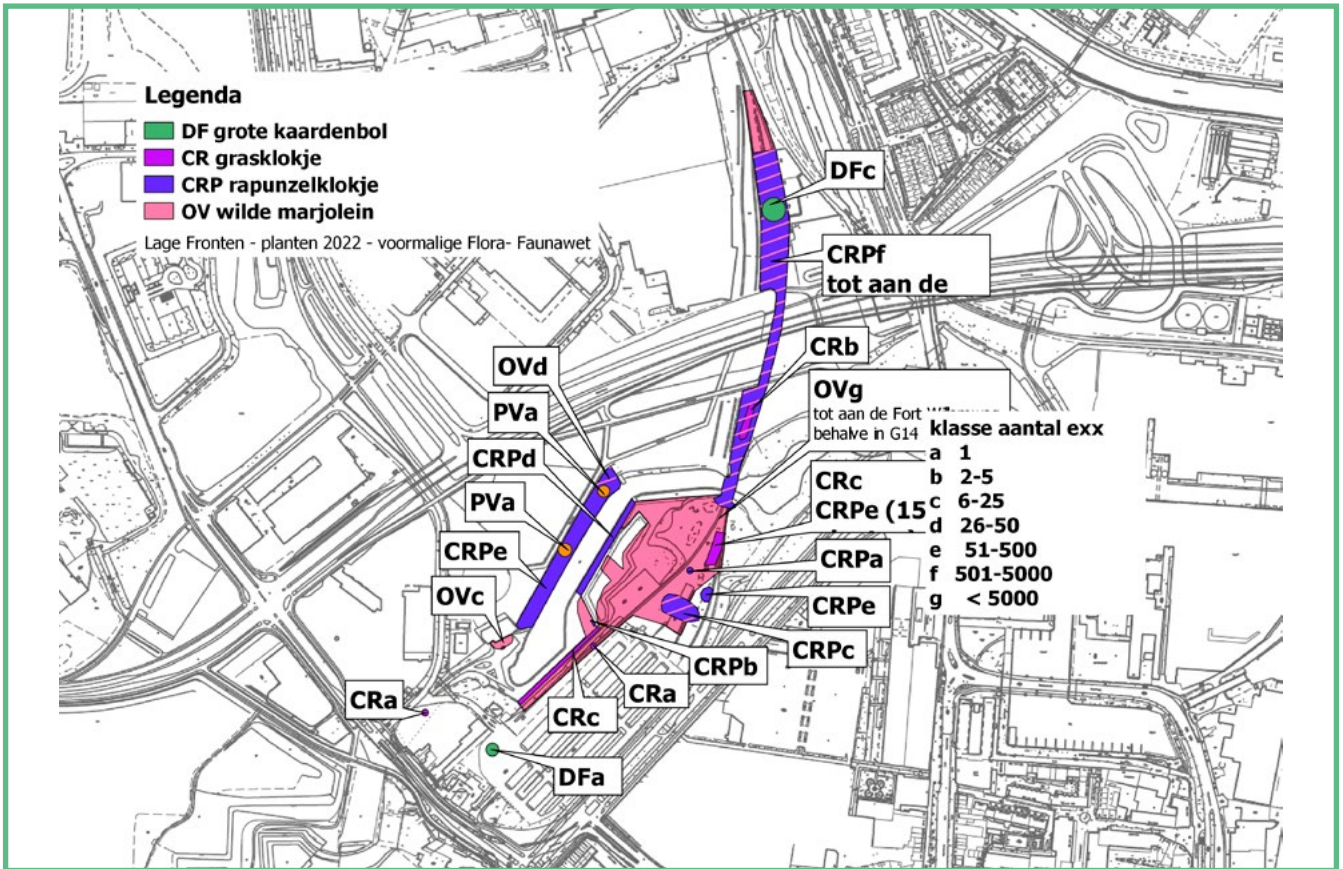 Legenda
DF grote kaardenbol
CR grasklokje
CRP rapunzelklokje
OV wilde marjolein
Lage Fronten - planten 2022 - voormalige Flora- Faunawet
DFc
CRPf
tot aan de
CRb
OVd
OVg
tot aan de Fort
behalve in G14
PVa
klasse aantal exx
a 1
b 2-5
c 6-25
d 26-50
e 51-500
f 501-5000
g < 5000
CRPd
CRc
CRPe (15
PVa
CRPa
CRPe
CRPe
OVc
CRPc
CRPb
CRa
CRa
CRc
DFa